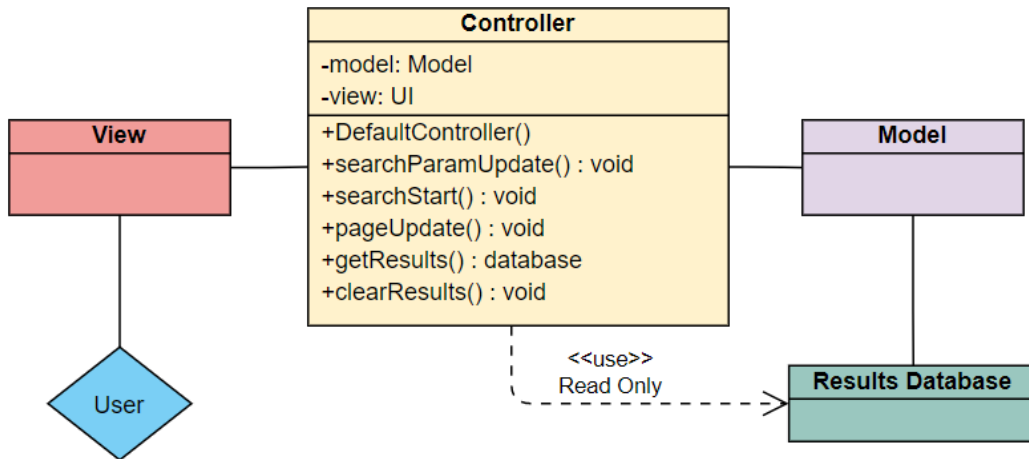 Controller
-model: Model
-view: UI
+DefaultController()
+searchParamUpdate() : void
+searchStart() : void
+pageUpdate() : void
+getResults() : database
+clearResults() : void
View
Model
User
<<use>>
Read Only
Results Database